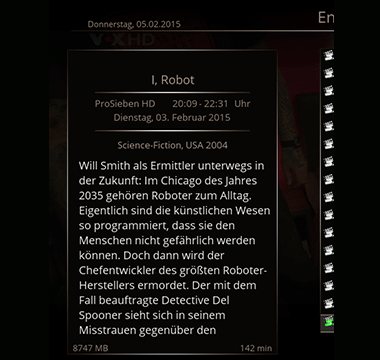 Donnerstag, 05.02.2015
En
VOXHD
I, Robot
ProSieben HD 20:09 - 22:31 Uhr
Dienstag, 03. Februar 2015
Science-Fiction, USA 2004
Will Smith als Ermittler unterwegs in
der Zukunft: Im Chicago des Jahres
2035 gehören Roboter zum Alltag.
Eigentlich sind die künstlichen Wesen
so programmiert, dass sie den
Menschen nicht gefährlich werden
können. Doch dann wird der
Chefentwickler des größten Roboter-
Herstellers ermordet. Der mit dem
Fall beauftragte Detective Del
Spooner sieht sich in seinem
Misstrauen gegenüber den
8747 MB 142 min